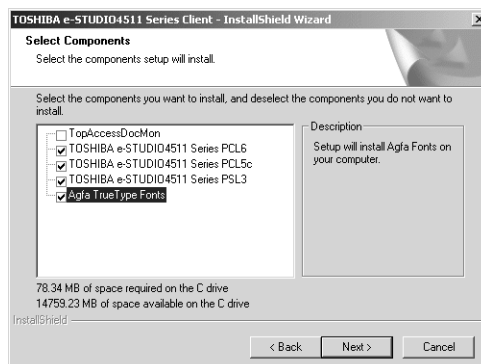 TOSHIBA e-STUDIO4511 Series Client - InstallShield Wizard
Select Components
Select the components setup will install.
Select the components you want to install, and deselect the components you do not want to
install.
TopAccessDocMon
TOSHIBA e-STUDIO4511 Series PCL6
TOSHIBA e-STUDIO4511 Series PCL5c
TOSHIBA e-STUDIO4511 Series PSL3
Agfa TrueType Fonts
Description
Setup will install Agfa Fonts on
your computer.
78.34 MB of space required on the C drive
14759.23 MB of space available on the C drive
InstallShield
< Back
Next >
Cancel